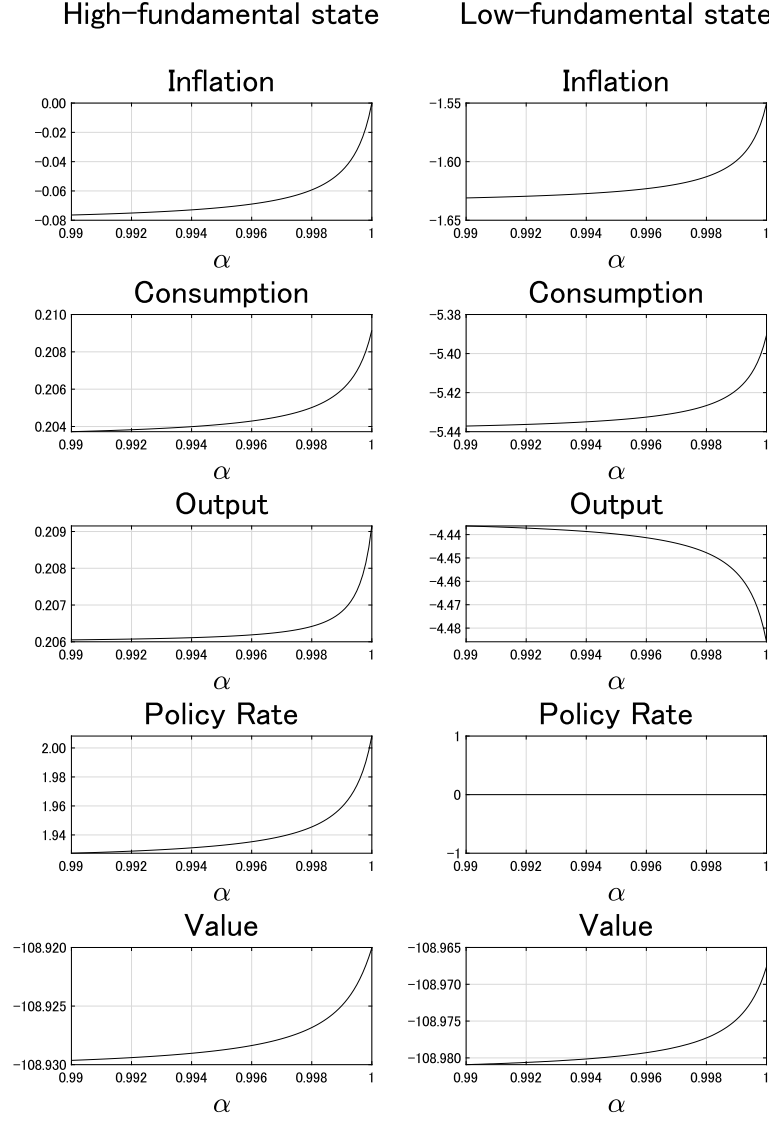 High-fundamental state Low-fundamental state
Inflation Inflation
0.00 -1.55
-0.02
-0.04 -1.60
-0.06
-0.08 -1.65
0.99 0.992 0.994 0.996 0.998 1 0.99 0.992 0.994 0.996 0.998 1
α α
Consumption Consumption
0.210 -5.38
0.208 -5.40
0.206 -5.42
0.204 -5.44
0.99 0.992 0.994 0.996 0.998 1 0.99 0.992 0.994 0.996 0.998 1
α α
Output Output
0.209 -4.44
0.208 -4.45
-4.46
0.207 -4.47
0.206 -4.48
0.99 0.992 0.994 0.996 0.998 1 0.99 0.992 0.994 0.996 0.998 1
α α
Policy Rate Policy Rate
2.00 1
1.98
1.96 0
1.94
-1
0.99 0.992 0.994 0.996 0.998 1 0.99 0.992 0.994 0.996 0.998 1
α α
Value Value
-108.920 -108.965
-108.970
-108.925
-108.975
-108.930 -108.980
0.99 0.992 0.994 0.996 0.998 1 0.99 0.992 0.994 0.996 0.998 1
α α